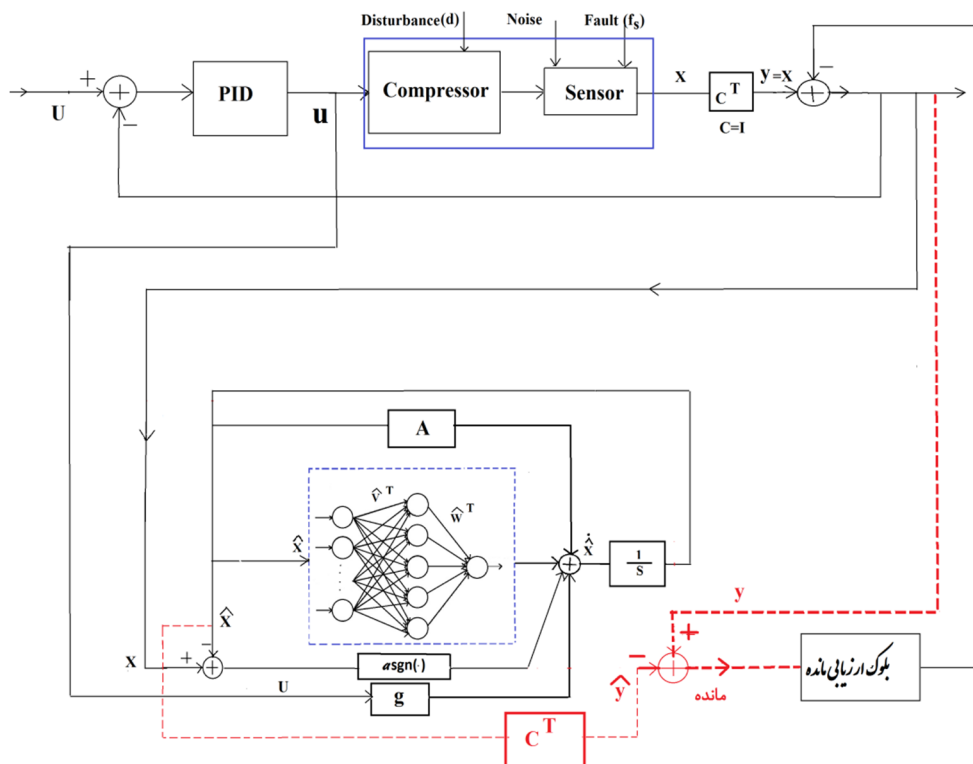 Disturbance(d)
Noise
Fault (fs)
U
+
−
PID
u
Compressor
Sensor
X
C T
C=I
y=X
+
−
A
V̂ T
Ŵ T
X̂
+
Ẋ̂
1
S
X̂
X
+
−
+
asgn(·)
U
g
C T
y
+
−
ŷ
مانده
بلوک ارزیابی مانده